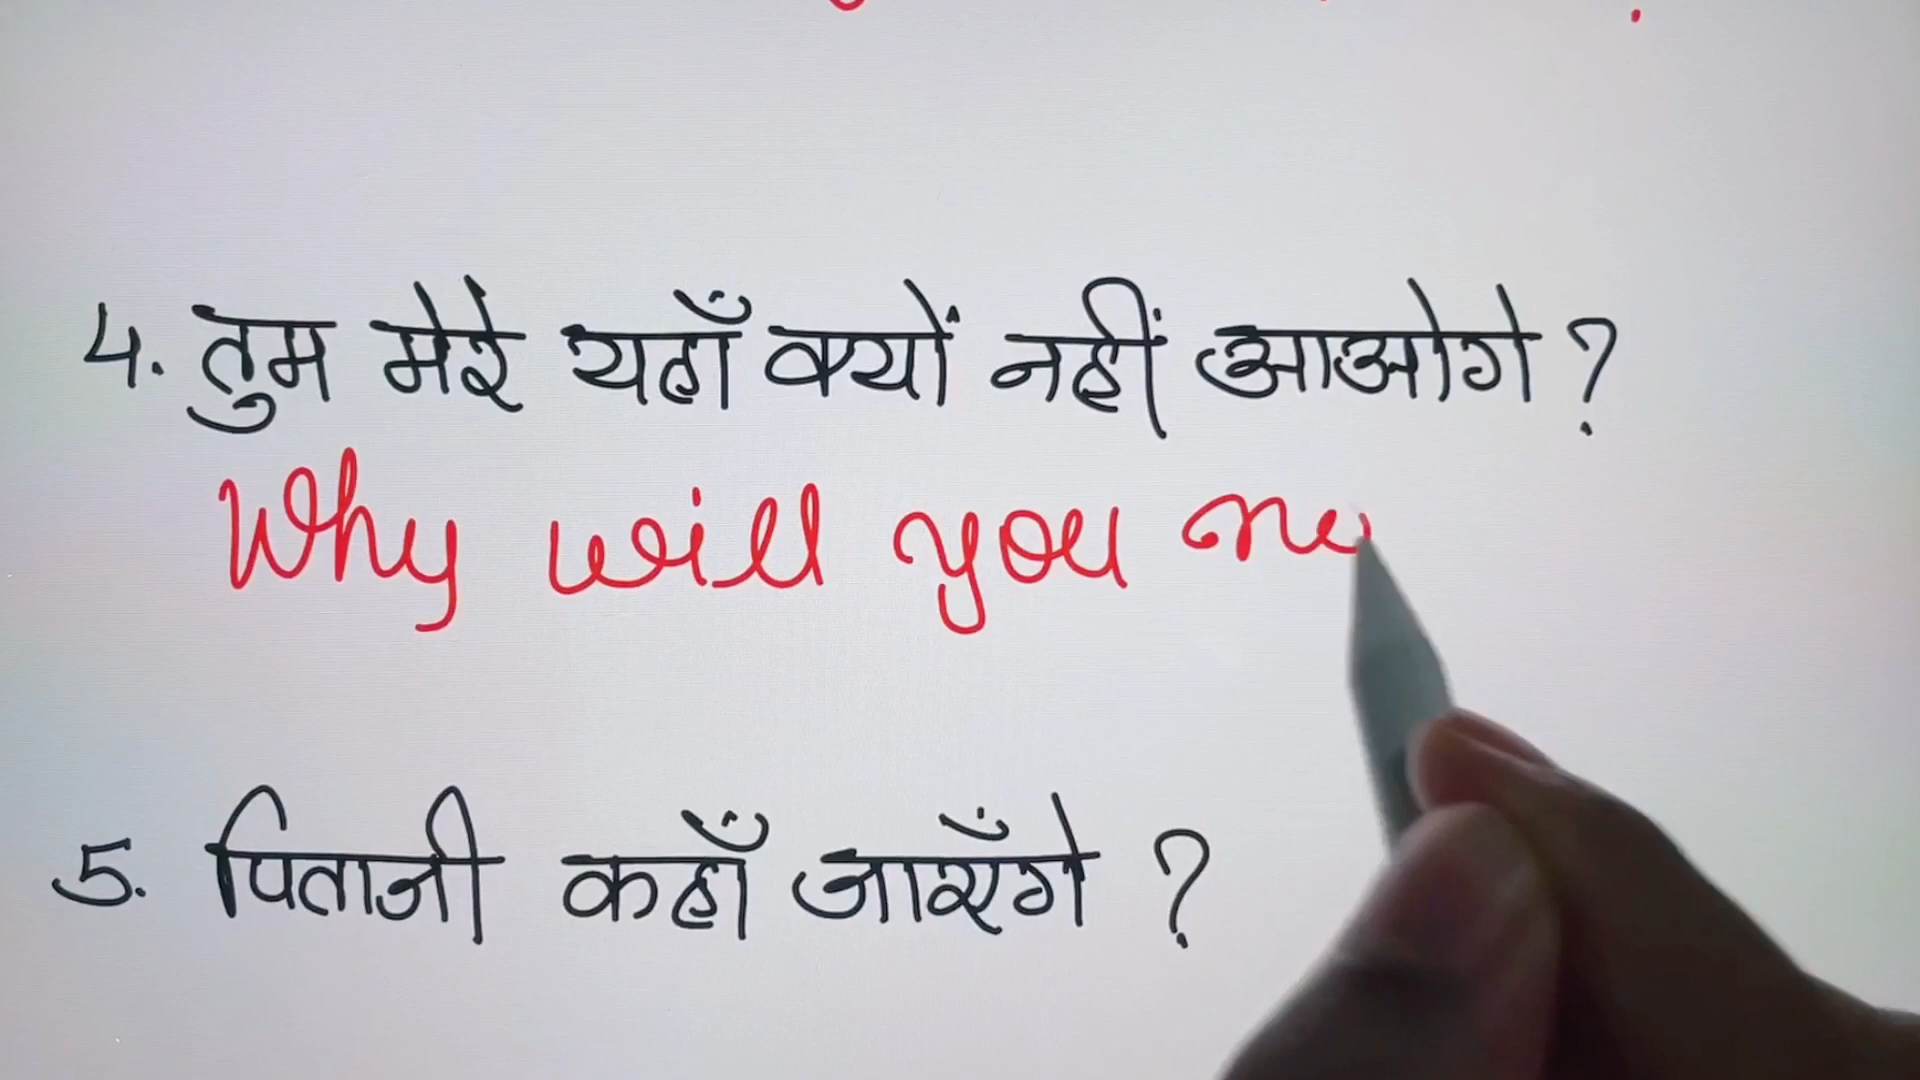 4. तुम मेरे यहाँ क्यों नहीं आओगे ?
Why will you
5. पिताजी कहाँ जाएँगे ?